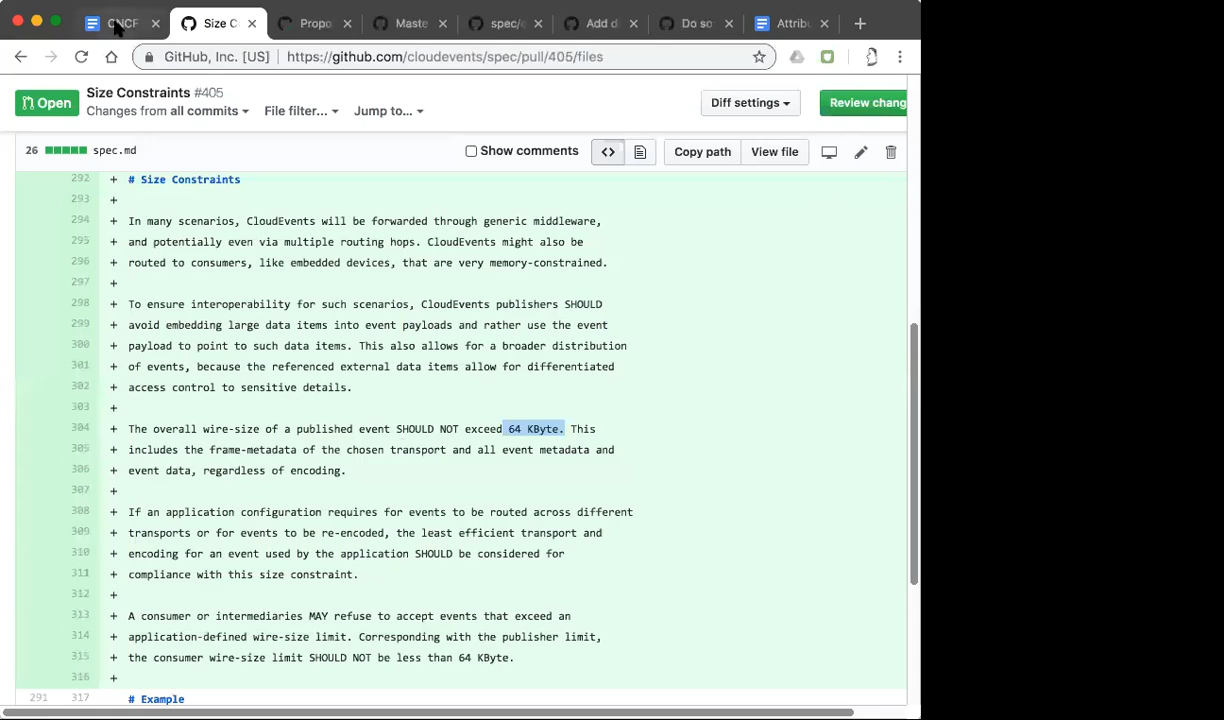 CNCF
Size C
Propo
Maste
spec/
Add d
Do so
Attrib
GitHub, Inc. [US]
https://github.com/cloudevents/spec/pull/405/files
Open
Size Constraints #405
Changes from all commits
File filter...
Jump to...
Diff settings
Review chang
26
spec.md
Show comments
<>
Copy path
View file
292 + # Size Constraints
293 +
294 + In many scenarios, CloudEvents will be forwarded through generic middleware,
295 + and potentially even via multiple routing hops. CloudEvents might also be
296 + routed to consumers, like embedded devices, that are very memory-constrained.
297 +
298 + To ensure interoperability for such scenarios, CloudEvents publishers SHOULD
299 + avoid embedding large data items into event payloads and rather use the event
300 + payload to point to such data items. This also allows for a broader distribution
301 + of events, because the referenced external data items allow for differentiated
302 + access control to sensitive details.
303 +
304 + The overall wire-size of a published event SHOULD NOT exceed 64 KByte. This
305 + includes the frame-metadata of the chosen transport and all event metadata and
306 + event data, regardless of encoding.
307 +
308 + If an application configuration requires for events to be routed across different
309 + transports or for events to be re-encoded, the least efficient transport and
310 + encoding for an event used by the application SHOULD be considered for
311 + compliance with this size constraint.
312 +
313 + A consumer or intermediaries MAY refuse to accept events that exceed an
314 + application-defined wire-size limit. Corresponding with the publisher limit,
315 + the consumer wire-size limit SHOULD NOT be less than 64 KByte.
316 +
291 317 # Example